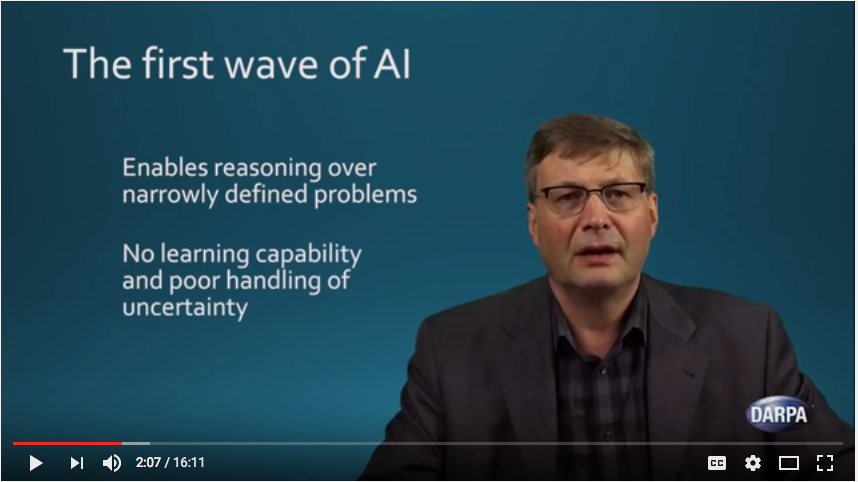 The first wave of AI
Enables reasoning over
narrowly defined problems
No learning capability
and poor handling of
uncertainty
DARPA
2:07 / 16:11
CC